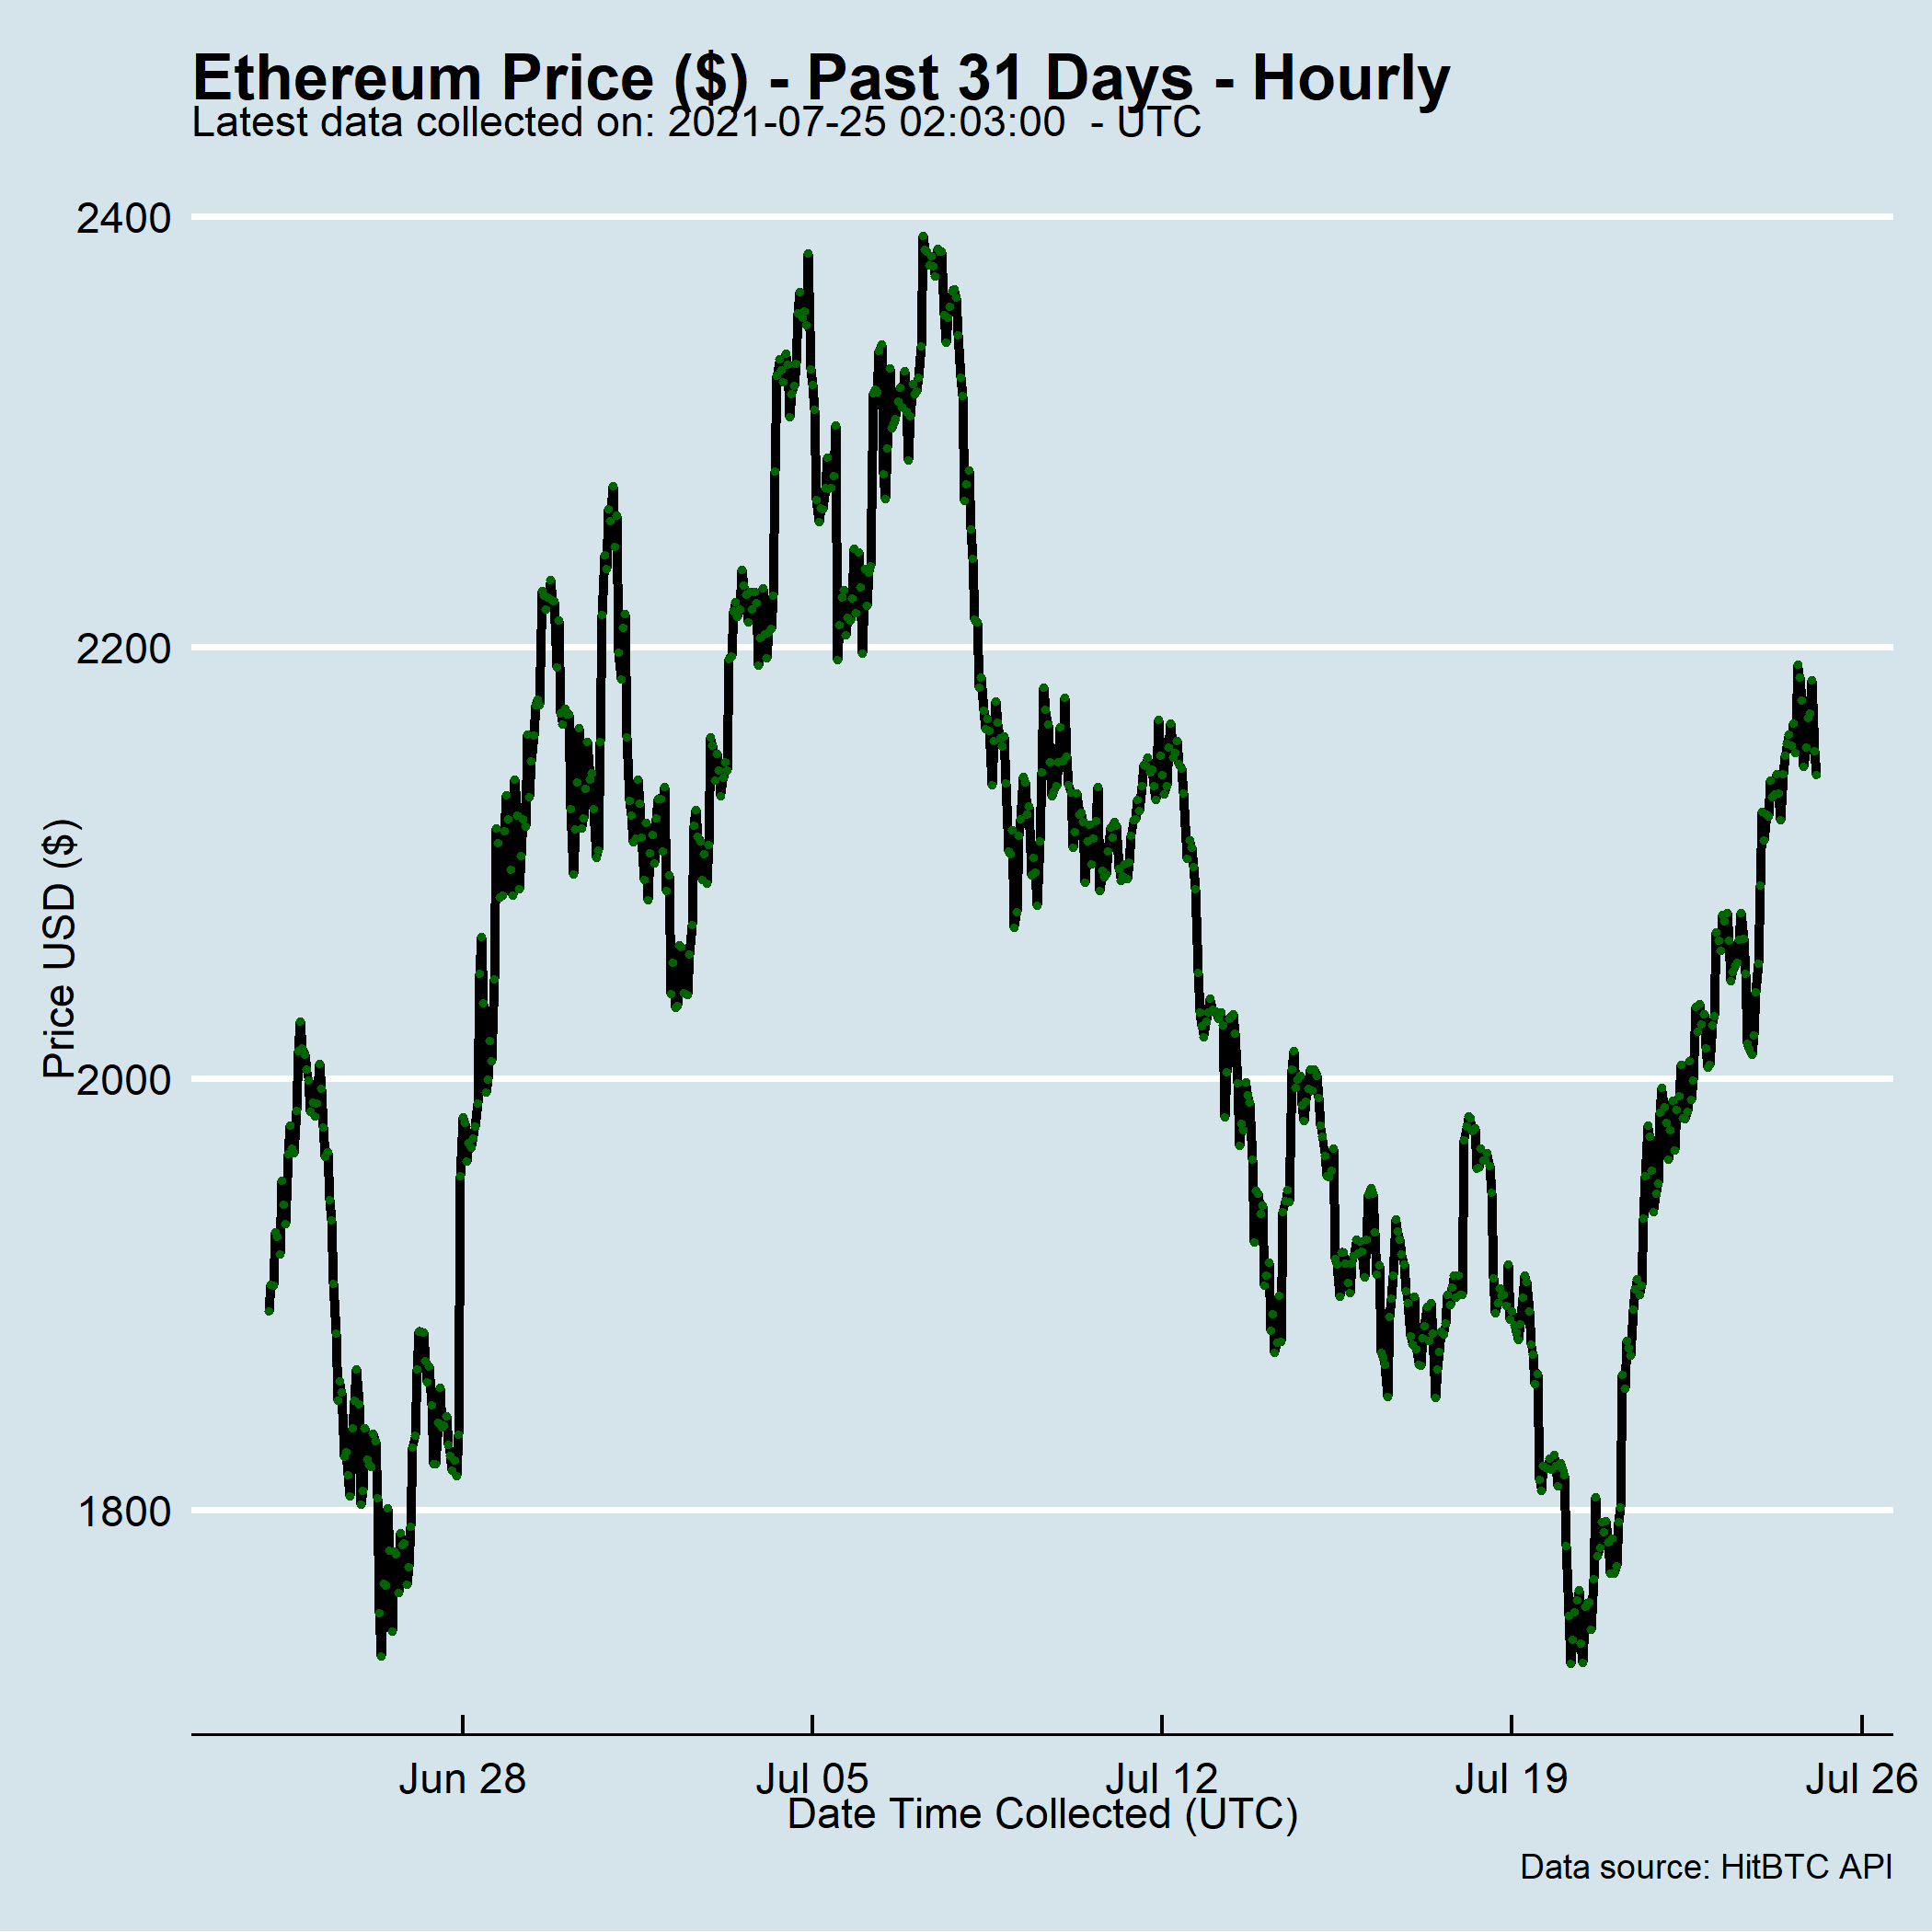 Ethereum Price ($) - Past 31 Days - Hourly
Latest data collected on: 2021-07-25 02:03:00  - UTC
2400
2200
2000
1800
Price USD ($)
Jun 28
Jul 05
Jul 12
Jul 19
Jul 26
Date Time Collected (UTC)
Data source: HitBTC API